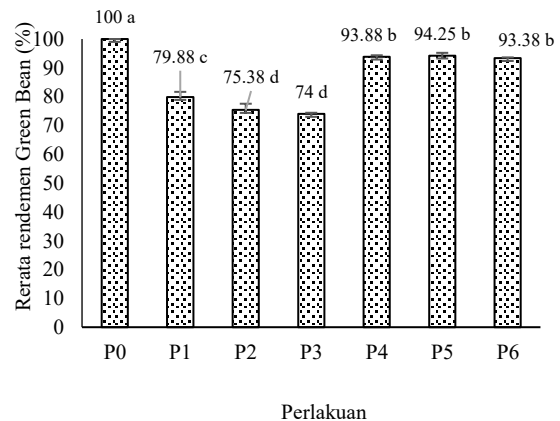 Rerata rendemen Green Bean (%)
100
90
80
70
60
50
40
30
20
10
0
100 a
79.88 c
75.38 d
74 d
93.88 b
94.25 b
93.38 b
P0 P1 P2 P3 P4 P5 P6
Perlakuan